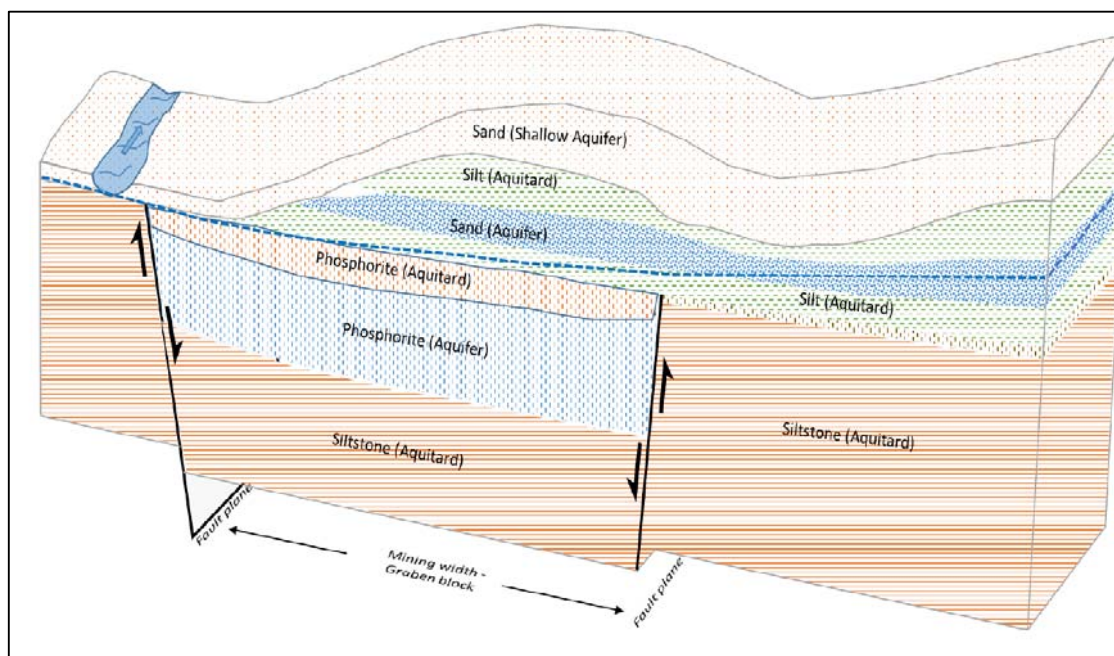 Sand (Shallow Aquifer)
Silt (Aquitard)
Sand (Aquifer)
Phosphorite (Aquitard)
Silt (Aquitard)
Phosphorite (Aquifer)
Siltstone (Aquitard)
Siltstone (Aquitard)
Fault plane
Mining width -
Graben block
Fault plane